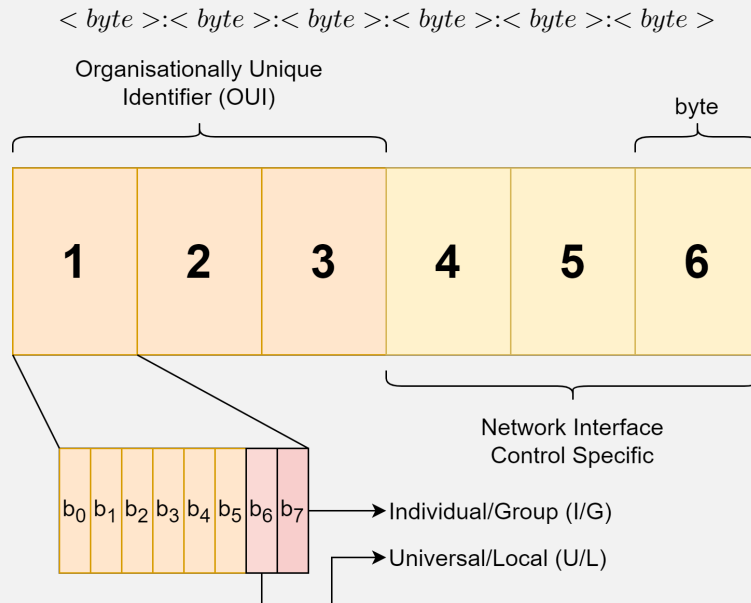 < byte >:< byte >:< byte >:< byte >:< byte >:< byte >
Organisationally Unique
Identifier (OUI)
byte
1 2 3 4 5 6
Network Interface
Control Specific
b0 b1 b2 b3 b4 b5 b6 b7
Individual/Group (I/G)
Universal/Local (U/L)